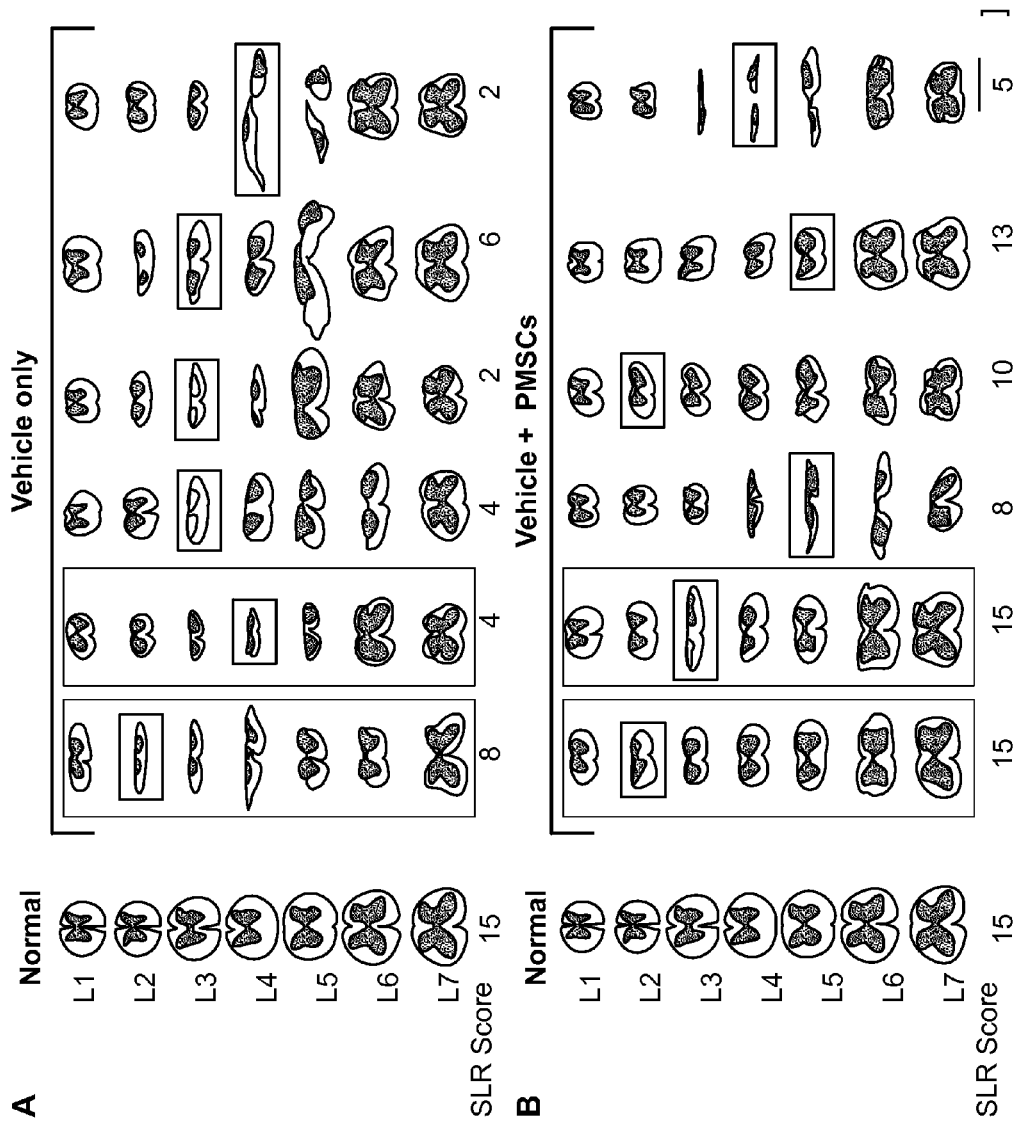 A
Vehicle only
Normal
L1
L2
L3
L4
L5
L6
L7
SLR Score 15 8 4 4 2 6 2
B
Vehicle + PMSCs
Normal
L1
L2
L3
L4
L5
L6
L7
SLR Score 15 15 15 8 10 13 5